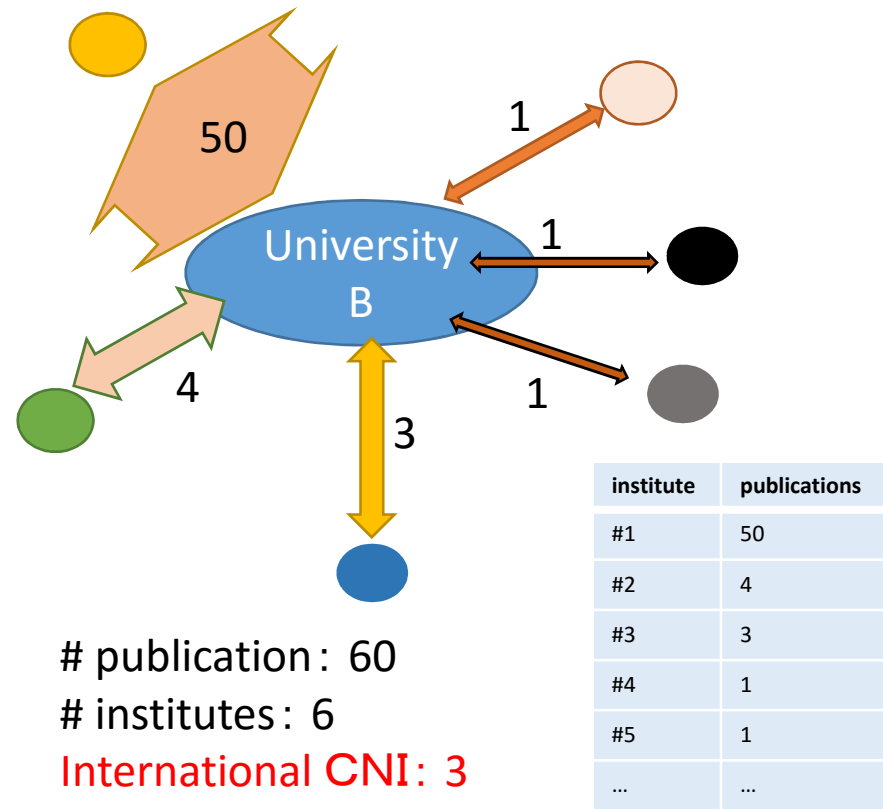 50
1
University
B
1
1
4
3
institute publications
#1 50
#2 4
#3 3
#4 1
#5 1
... ...
# publication: 60
# institutes: 6
International CNI: 3